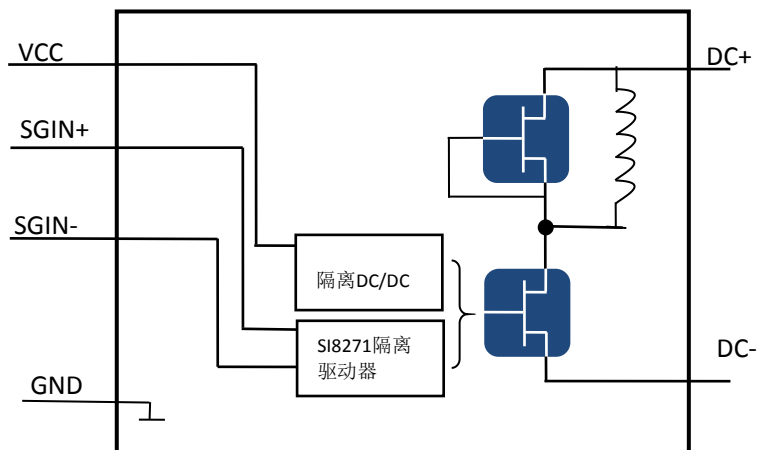 VCC
DC+
SGIN+
SGIN-
隔离DC/DC
SI8271隔离
驱动器
DC-
GND